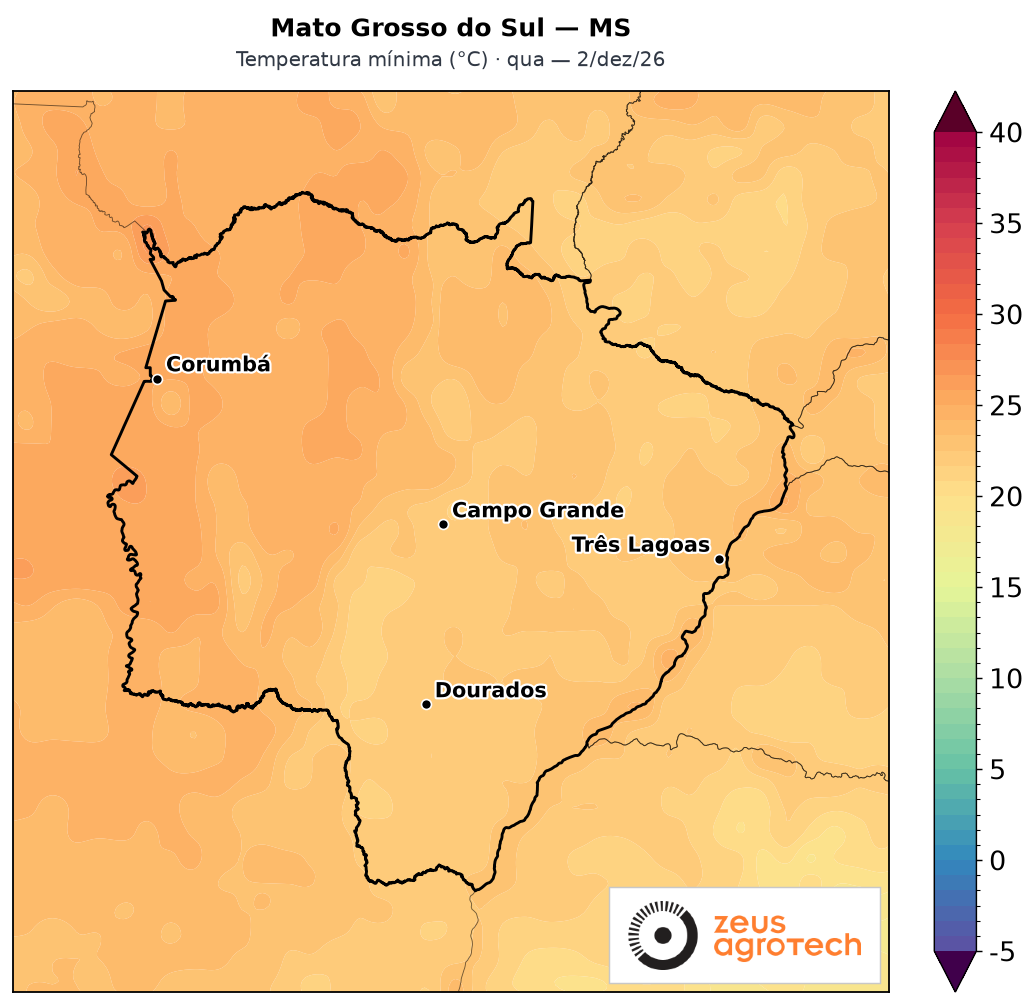 Mato Grosso do Sul — MS
Temperatura mínima (°C) · qua — 2/dez/26
40
35
30
25
20
15
10
5
0
-5
Corumbá
Campo Grande
Três Lagoas
Dourados
zeus
agrotech